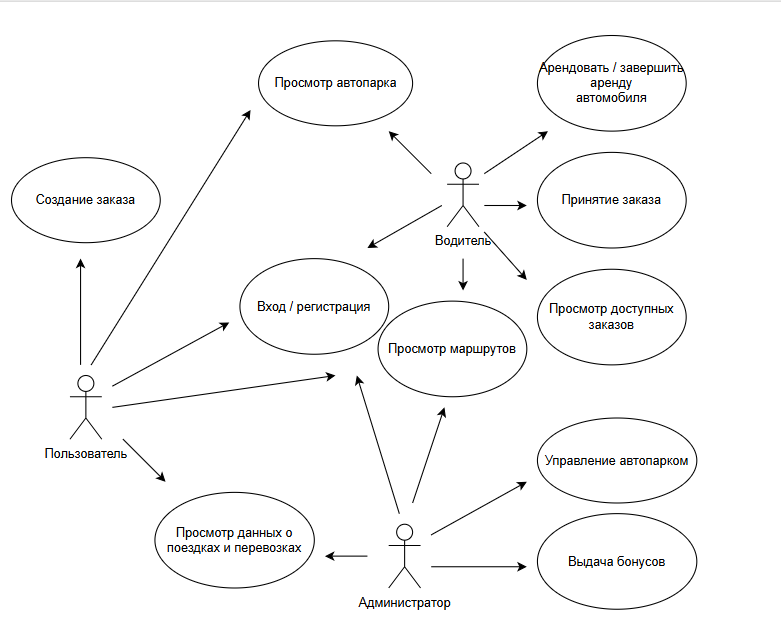 Арендовать / завершить
аренду
автомобиля
Просмотр автопарка
Создание заказа
Принятие заказа
Водитель
Вход / регистрация
Просмотр доступных
заказов
Просмотр маршрутов
Пользователь
Управление автопарком
Просмотр данных о
поездках и перевозках
Выдача бонусов
Администратор